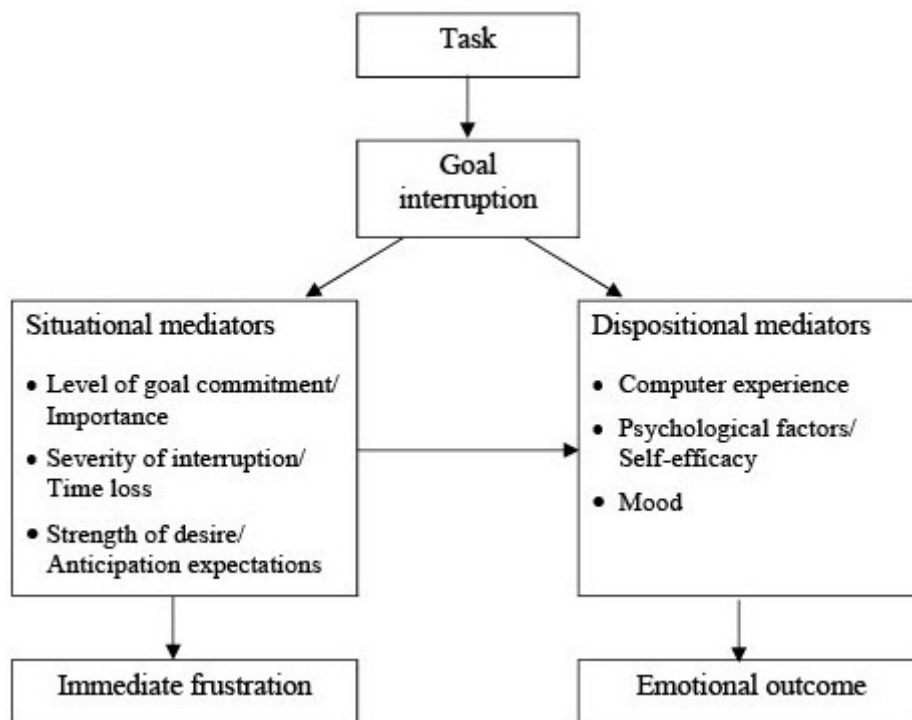 Task
Goal
interruption
Situational mediators
• Level of goal commitment/
Importance
• Severity of interruption/
Time loss
• Strength of desire/
Anticipation expectations
Dispositional mediators
• Computer experience
• Psychological factors/
Self-efficacy
• Mood
Immediate frustration
Emotional outcome